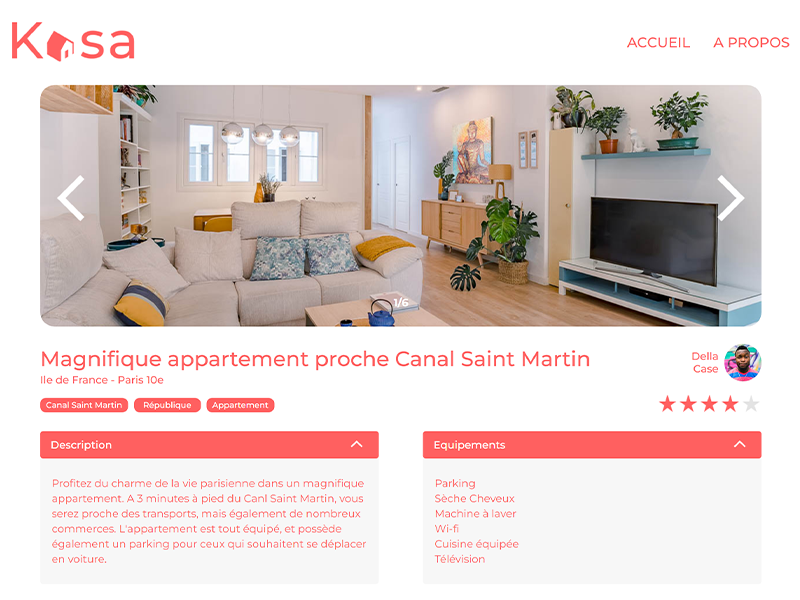 Kasa
ACCUEIL A PROPOS
1/6
Magnifique appartement proche Canal Saint Martin
Ile de France - Paris 10e
Della
Case
Canal Saint Martin République Appartement
Description
Profitez du charme de la vie parisienne dans un magnifique
appartement. A 3 minutes à pied du Canl Saint Martin, vous
serez proche des transports, mais également de nombreux
commerces. L'appartement est tout équipé, et possède
également un parking pour ceux qui souhaitent se déplacer
en voiture.
Equipements
Parking
Sèche Cheveux
Machine à laver
Wi-fi
Cuisine équipée
Télévision